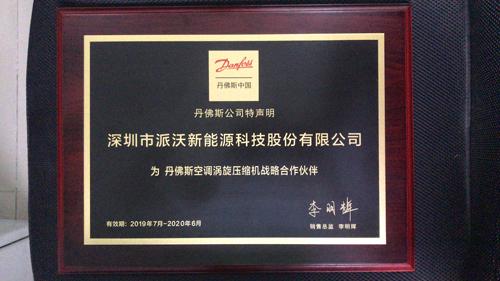 Danfoss
丹佛斯中国
丹佛斯公司特声明
深圳市派沃新能源科技股份有限公司
为 丹佛斯空调涡旋压缩机战略合作伙伴
李明辉
有效期: 2019年7月-2020年6月
销售总监 李明辉